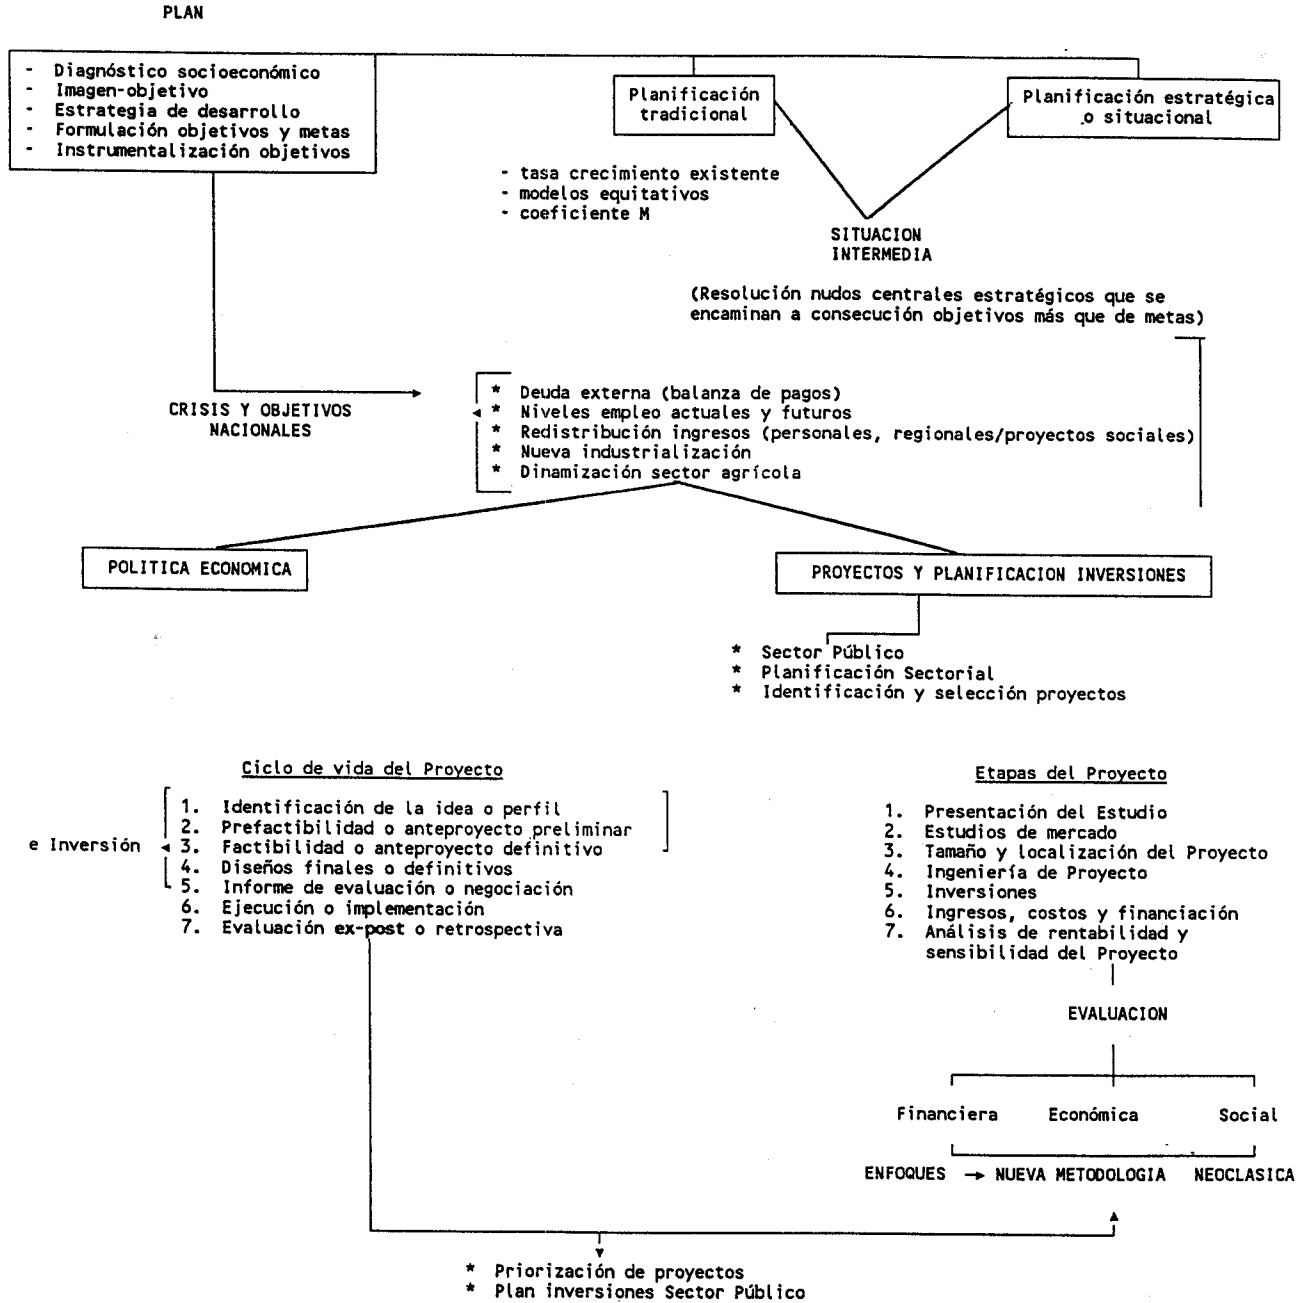 PLAN
- Diagnóstico socioeconómico
- Imagen-objetivo
- Estrategia de desarrollo
- Formulación objetivos y metas
- Instrumentalización objetivos
Planificación
tradicional
Planificación estratégica
o situacional
- tasa crecimiento existente
- modelos equitativos
- coeficiente M
SITUACION
INTERMEDIA
(Resolución nudos centrales estratégicos que se
encaminan a consecución objetivos más que de metas)
CRISIS Y OBJETIVOS
NACIONALES
* Deuda externa (balanza de pagos)
* Niveles empleo actuales y futuros
* Redistribución ingresos (personales, regionales/proyectos sociales)
* Nueva industrialización
* Dinamización sector agrícola
POLITICA ECONOMICA
PROYECTOS Y PLANIFICACION INVERSIONES
* Sector Público
* Planificación Sectorial
* Identificación y selección proyectos
Ciclo de vida del Proyecto
e Inversión
1. Identificación de la idea o perfil
2. Prefactibilidad o anteproyecto preliminar
3. Factibilidad o anteproyecto definitivo
4. Diseños finales o definitivos
5. Informe de evaluación o negociación
6. Ejecución o implementación
7. Evaluación ex-post o retrospectiva
Etapas del Proyecto
1. Presentación del Estudio
2. Estudios de mercado
3. Tamaño y localización del Proyecto
4. Ingeniería de Proyecto
5. Inversiones
6. Ingresos, costos y financiación
7. Análisis de rentabilidad y
sensibilidad del Proyecto
EVALUACION
Financiera Económica Social
ENFOQUES → NUEVA METODOLOGIA NEOCLASICA
* Priorización de proyectos
* Plan inversiones Sector Público